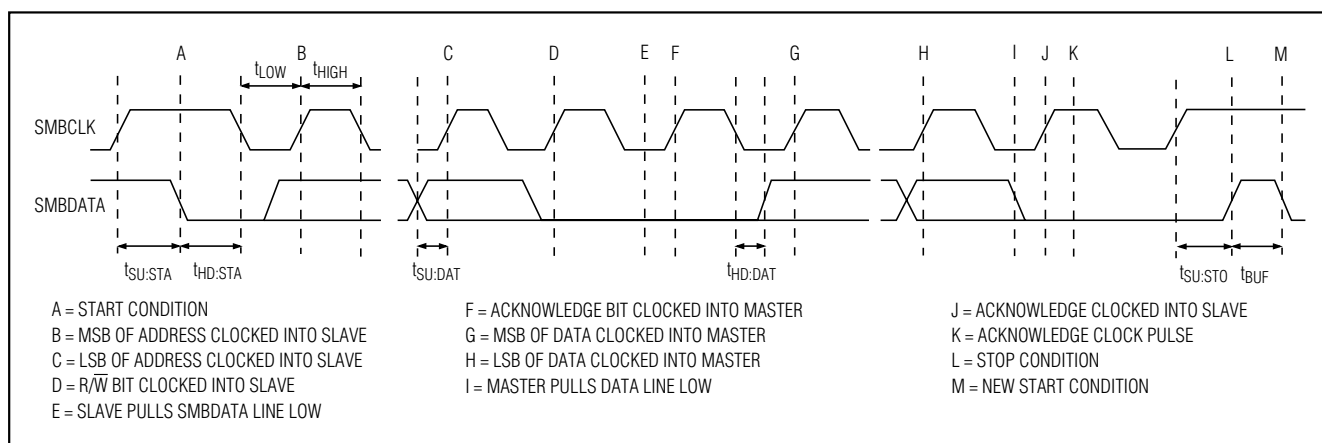 A B C D E F G H I J K L M
tLOW tHIGH
SMBCLK
SMBDATA
tSU:STA tHD:STA tSU:DAT tHD:DAT tSU:STO tBUF
A = START CONDITION
B = MSB OF ADDRESS CLOCKED INTO SLAVE
C = LSB OF ADDRESS CLOCKED INTO SLAVE
D = R/W̅ BIT CLOCKED INTO SLAVE
E = SLAVE PULLS SMBDATA LINE LOW
F = ACKNOWLEDGE BIT CLOCKED INTO MASTER
G = MSB OF DATA CLOCKED INTO MASTER
H = LSB OF DATA CLOCKED INTO MASTER
I = MASTER PULLS DATA LINE LOW
J = ACKNOWLEDGE CLOCKED INTO SLAVE
K = ACKNOWLEDGE CLOCK PULSE
L = STOP CONDITION
M = NEW START CONDITION